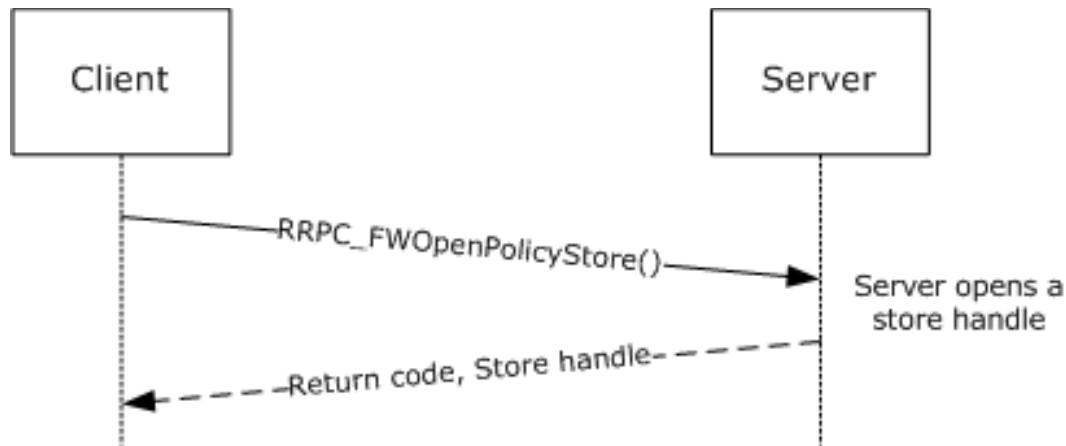 Client
Server
RRPC_FWOpenPolicyStore()
Server opens a
store handle
Return code, Store handle